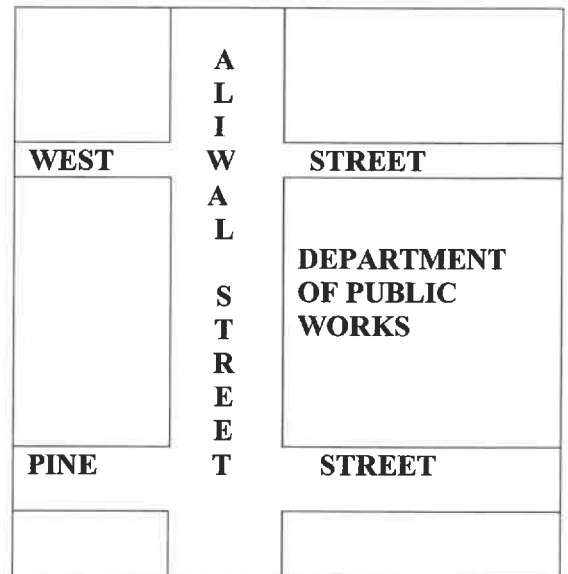 ALIWAL STREET
WEST STREET
DEPARTMENT
OF PUBLIC
WORKS
PINE STREET